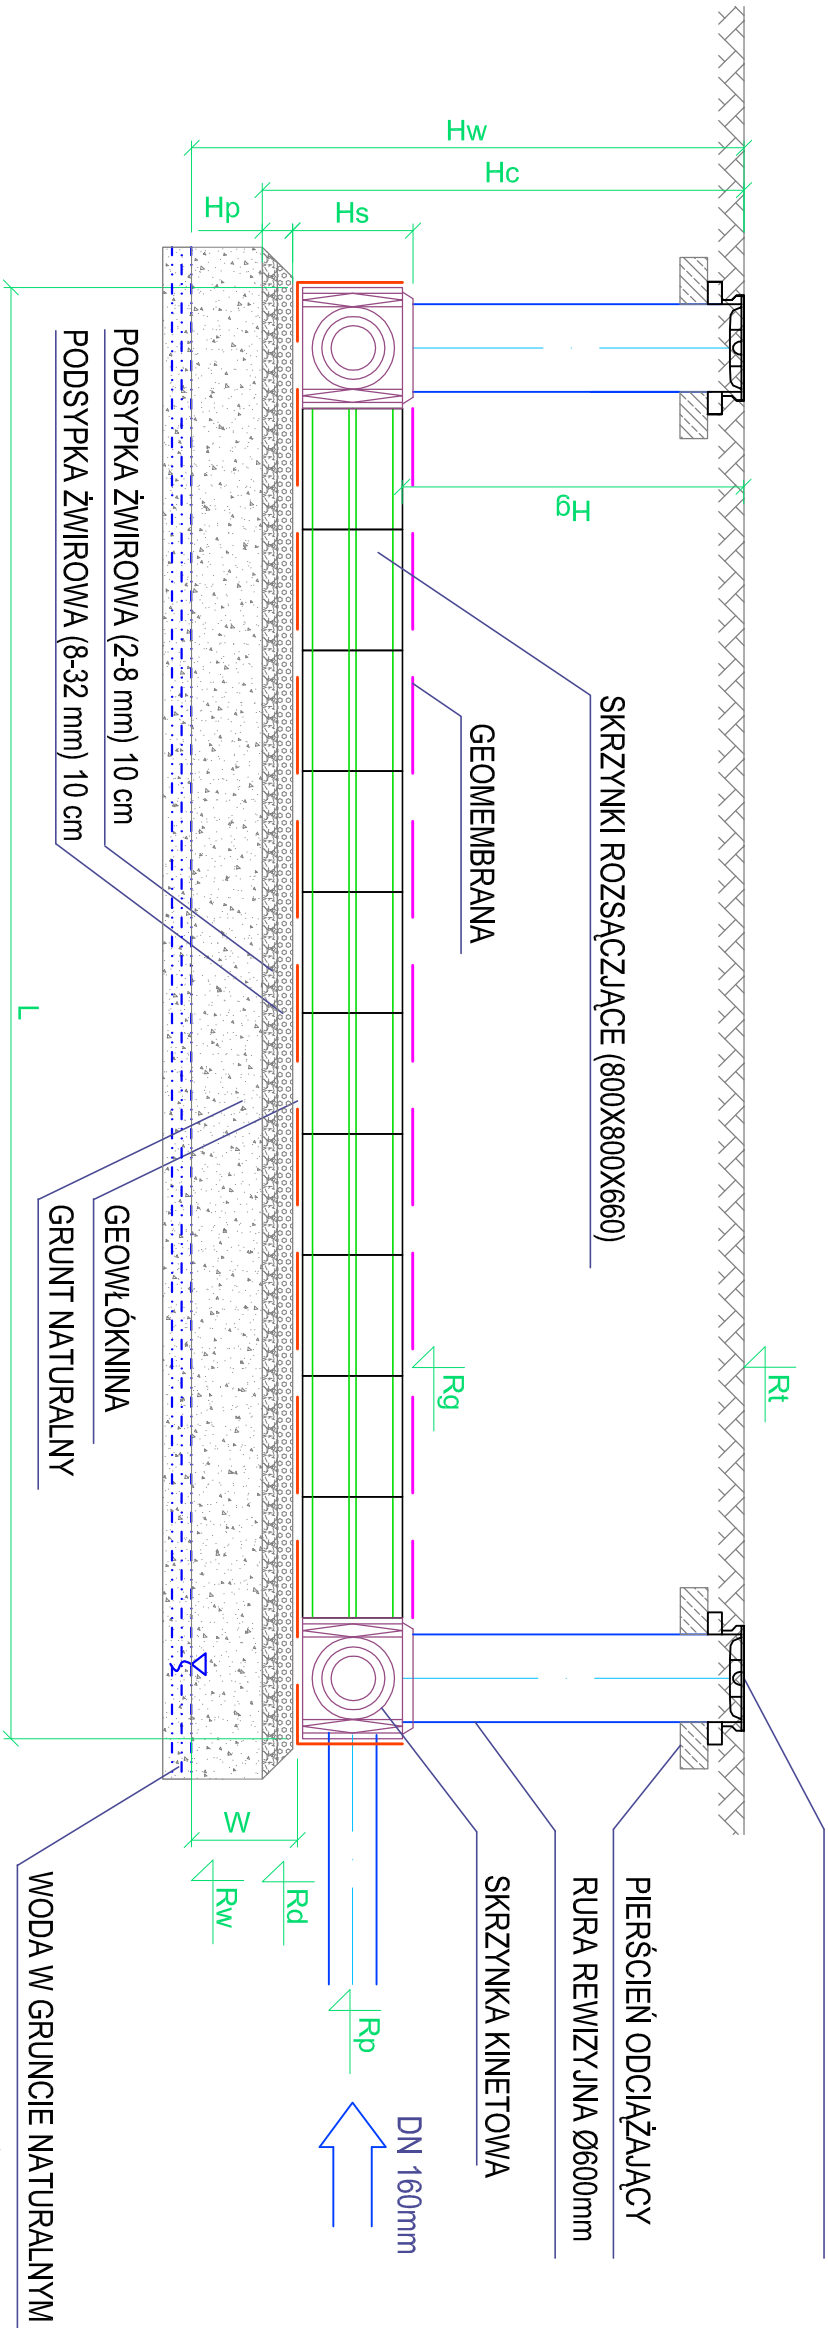 Hw
Hc
Hs
Hp
Hg
SKRZYNKI ROZSĄCZJĄCE (800X800X660)
GEOMEMBRANA
PODSYPKA ŻWIROWA (2-8 mm) 10 cm
PODSYPKA ŻWIROWA (8-32 mm) 10 cm
L
GEOWŁÓKNINA
GRUNT NATURALNY
Rt
Rg
W
Rd
Rw
Rp
PIERŚCIEŃ ODCIĄŻAJĄCY
RURA REWIZYJNA Ø600mm
SKRZYNKA KINETOWA
DN 160mm
WODA W GRUNCIE NATURALNYM